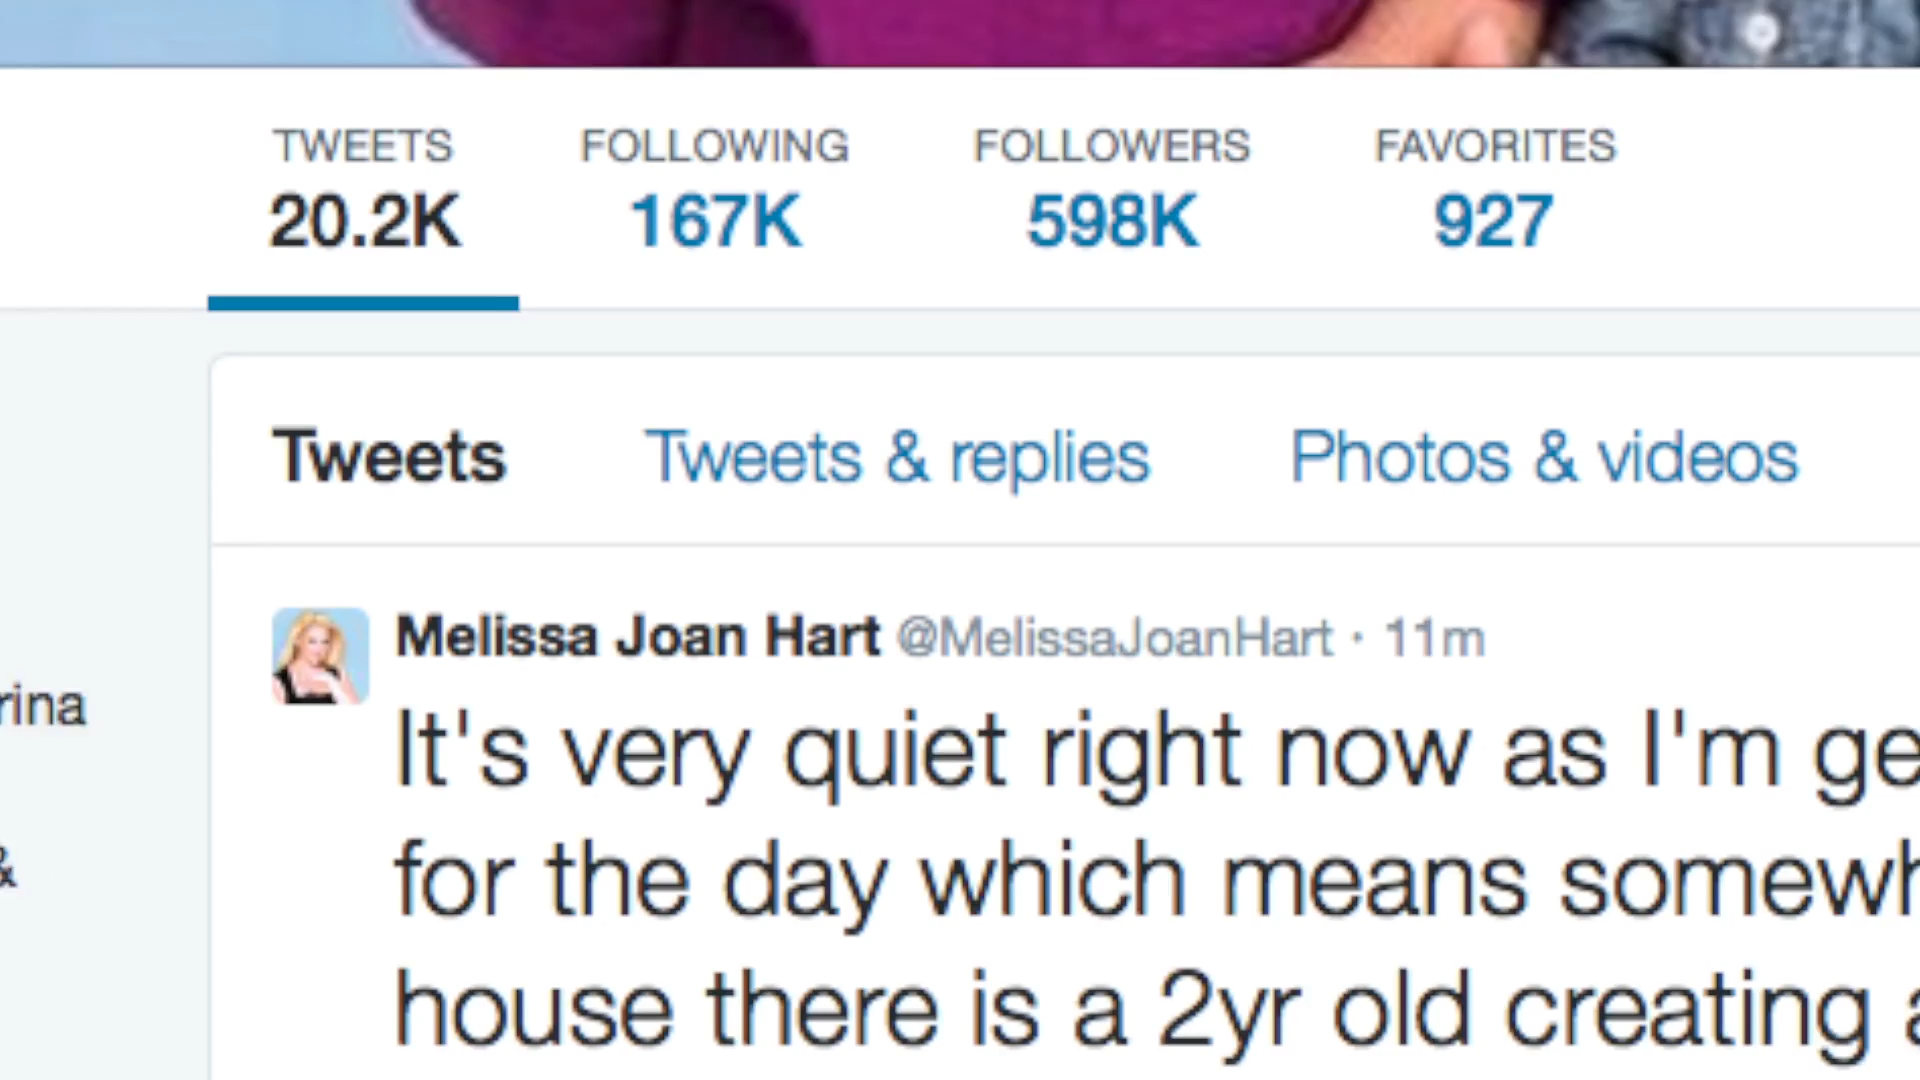 TWEETS FOLLOWING FOLLOWERS FAVORITES
20.2K 167K 598K 927
Tweets Tweets & replies Photos & videos
Melissa Joan Hart @MelissaJoanHart · 11m
rina
It's very quiet right now as I'm ge
&
for the day which means somewh
house there is a 2yr old creating a